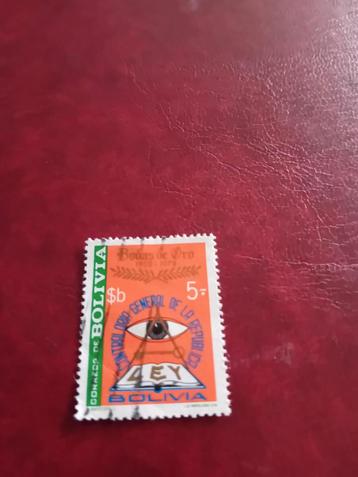 CORREOS DE BOLIVIA
Bodas de Oro
$b 5.-
CONTRALORIA GENERAL DE LA REPUBLICA
LEY
BOLIVIA